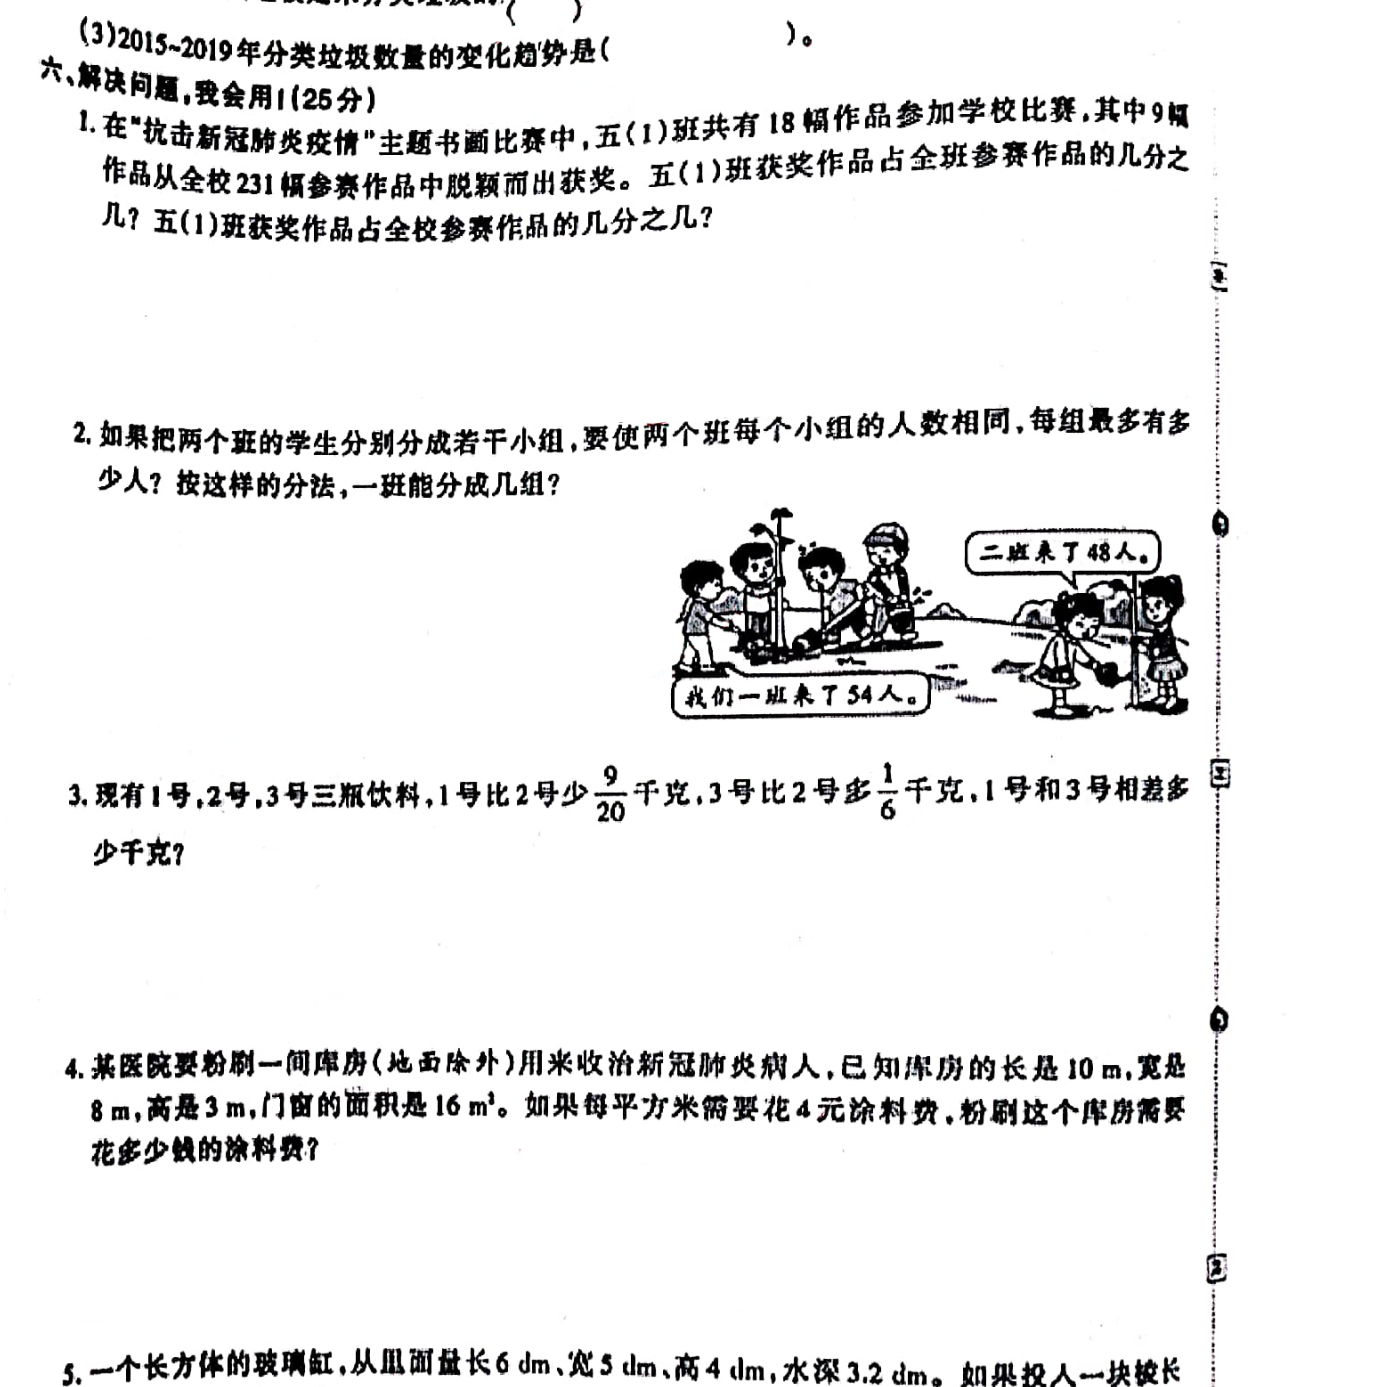 (3)2015~2019年分类垃圾数量的变化趋势是(　　)。
六、解决问题,我会用!(25分)
1.在"抗击新冠肺炎疫情"主题书画比赛中,五(1)班共有18幅作品参加学校比赛,其中9幅
作品从全校231幅参赛作品中脱颖而出获奖。五(1)班获奖作品占全班参赛作品的几分之
几?五(1)班获奖作品占全校参赛作品的几分之几?
2.如果把两个班的学生分别分成若干小组,要使两个班每个小组的人数相同,每组最多有多
少人?按这样的分法,一班能分成几组?
二班来了48人。
我们一班来了54人。
3.现有1号,2号,3号三瓶饮料,1号比2号少9/20千克,3号比2号多1/6千克,1号和3号相差多
少千克?
4.某医院要粉刷一间库房(地面除外)用来收治新冠肺炎病人,已知库房的长是10 m,宽是
8 m,高是3 m,门窗的面积是16 m²。如果每平方米需要花4元涂料费,粉刷这个库房需要
花多少钱的涂料费?
5.一个长方体的玻璃缸,从里面量长6 dm、宽5 dm、高4 dm,水深3.2 dm。如果投入一块棱长